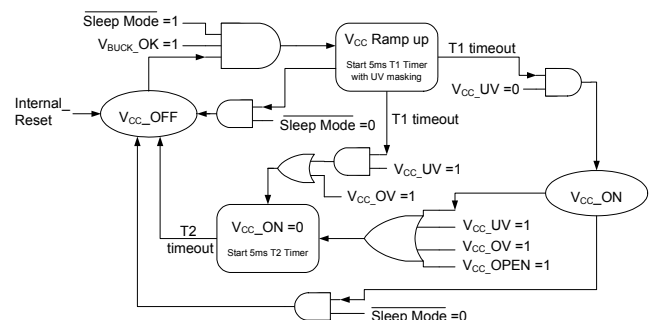 Sleep Mode =1
VBUCK_OK =1
VCC Ramp up
Start 5ms T1 Timer
with UV masking
T1 timeout
VCC_UV =0
Internal_
Reset
VCC_OFF
Sleep Mode =0
T1 timeout
VCC_UV =1
VCC_OV =1
VCC_ON
VCC_ON =0
Start 5ms T2 Timer
T2
timeout
VCC_UV =1
VCC_OV =1
VCC_OPEN =1
Sleep Mode =0